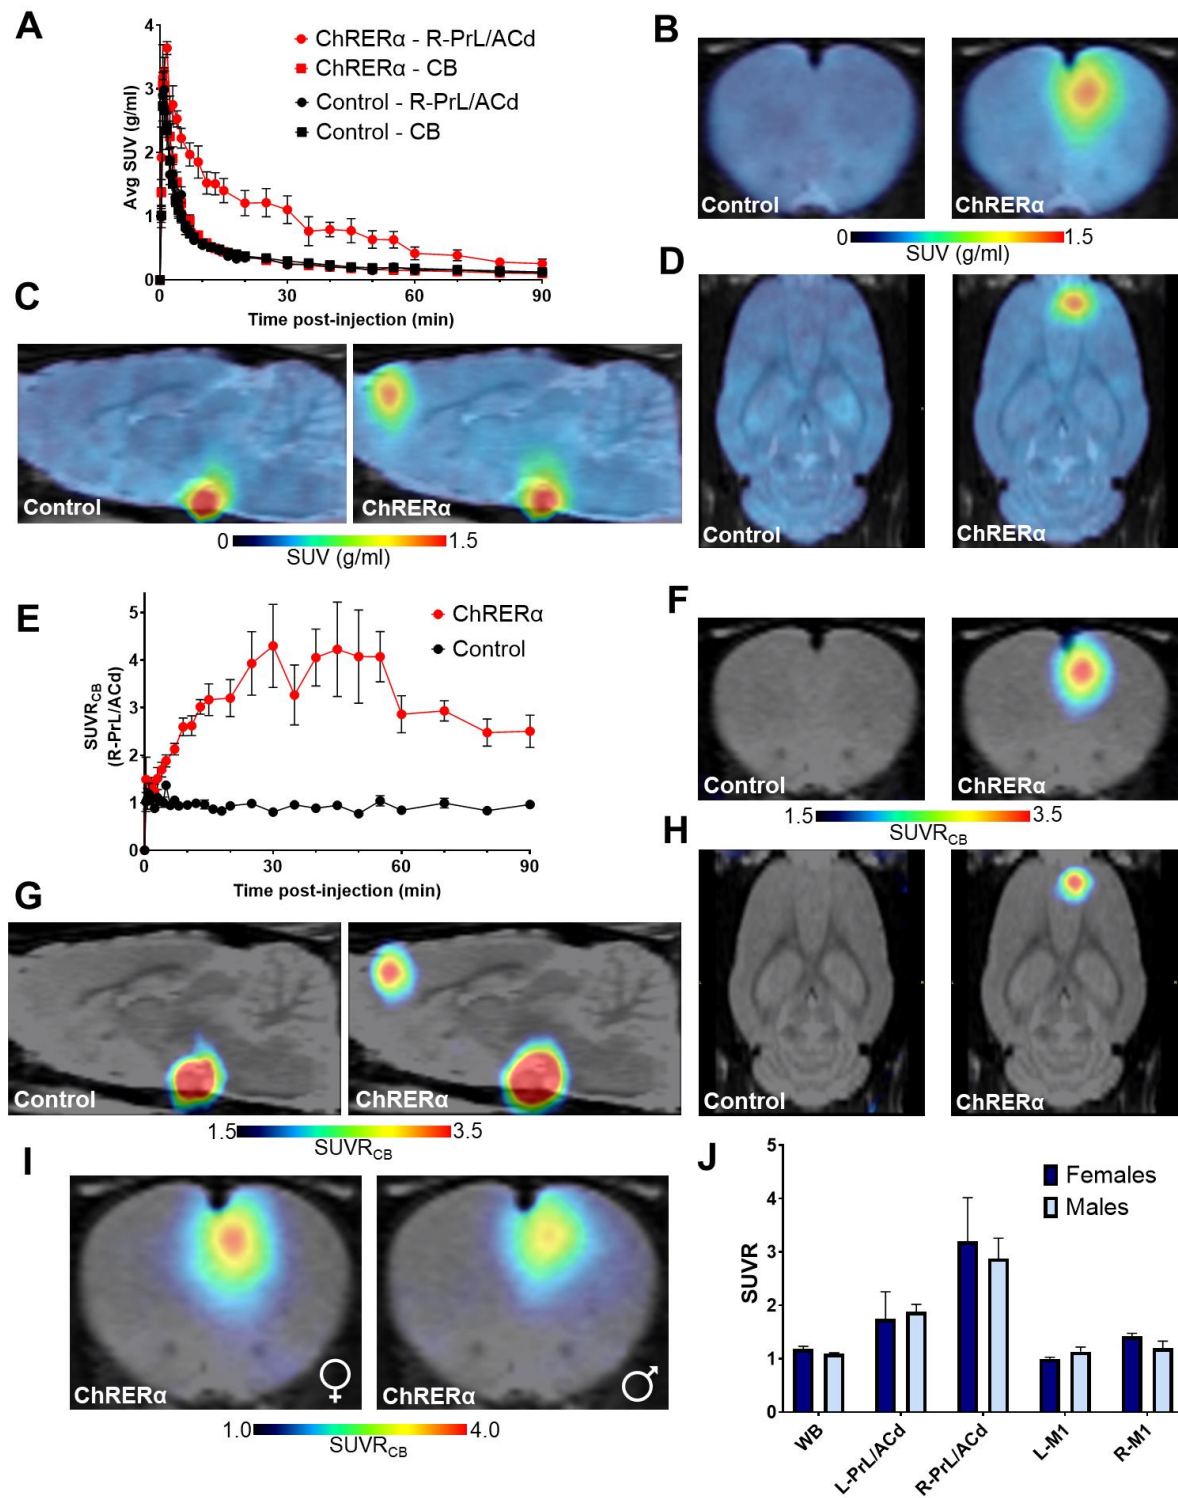 A
4
3
2
1
0
Avg SUV (g/ml)
ChRERα - R-PrL/ACd
ChRERα - CB
Control - R-PrL/ACd
Control - CB
0 30 60 90
Time post-injection (min)
B
Control
ChRERα
0 1.5
SUV (g/ml)
C
Control
ChRERα
0 1.5
SUV (g/ml)
D
Control
ChRERα
E
5
4
3
2
1
0
SUVRCB
(R-PrL/ACd)
ChRERα
Control
0 30 60 90
Time post-injection (min)
F
Control
ChRERα
1.5 3.5
SUVRCB
G
Control
ChRERα
1.5 3.5
SUVRCB
H
Control
ChRERα
I
ChRERα ♀
ChRERα ♂
1.0 4.0
SUVRCB
J
5
4
3
2
1
0
SUVR
Females
Males
WB
L-PrL/ACd
R-PrL/ACd
L-M1
R-M1